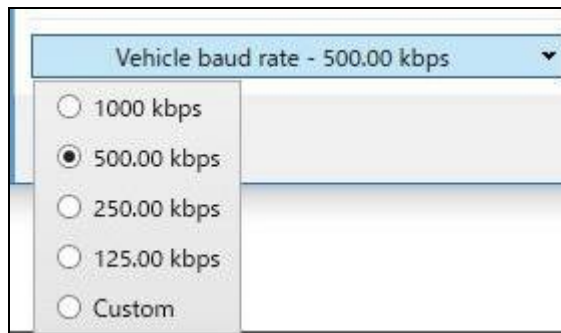 Vehicle baud rate - 500.00 kbps
1000 kbps
500.00 kbps
250.00 kbps
125.00 kbps
Custom